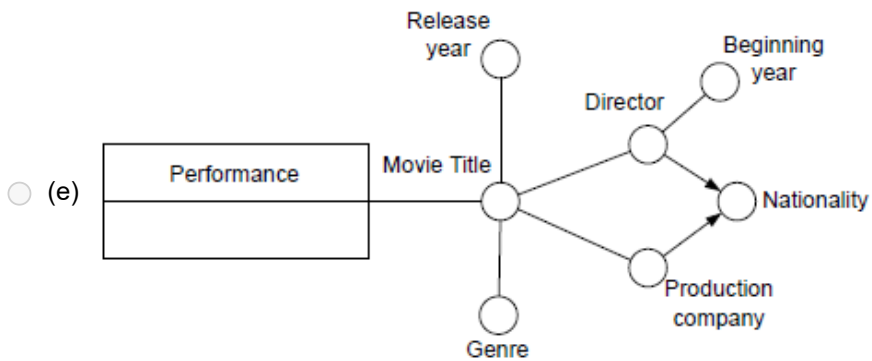 Release
year
Beginning
year
Director
Movie Title
Performance
(e)
Nationality
Production
company
Genre